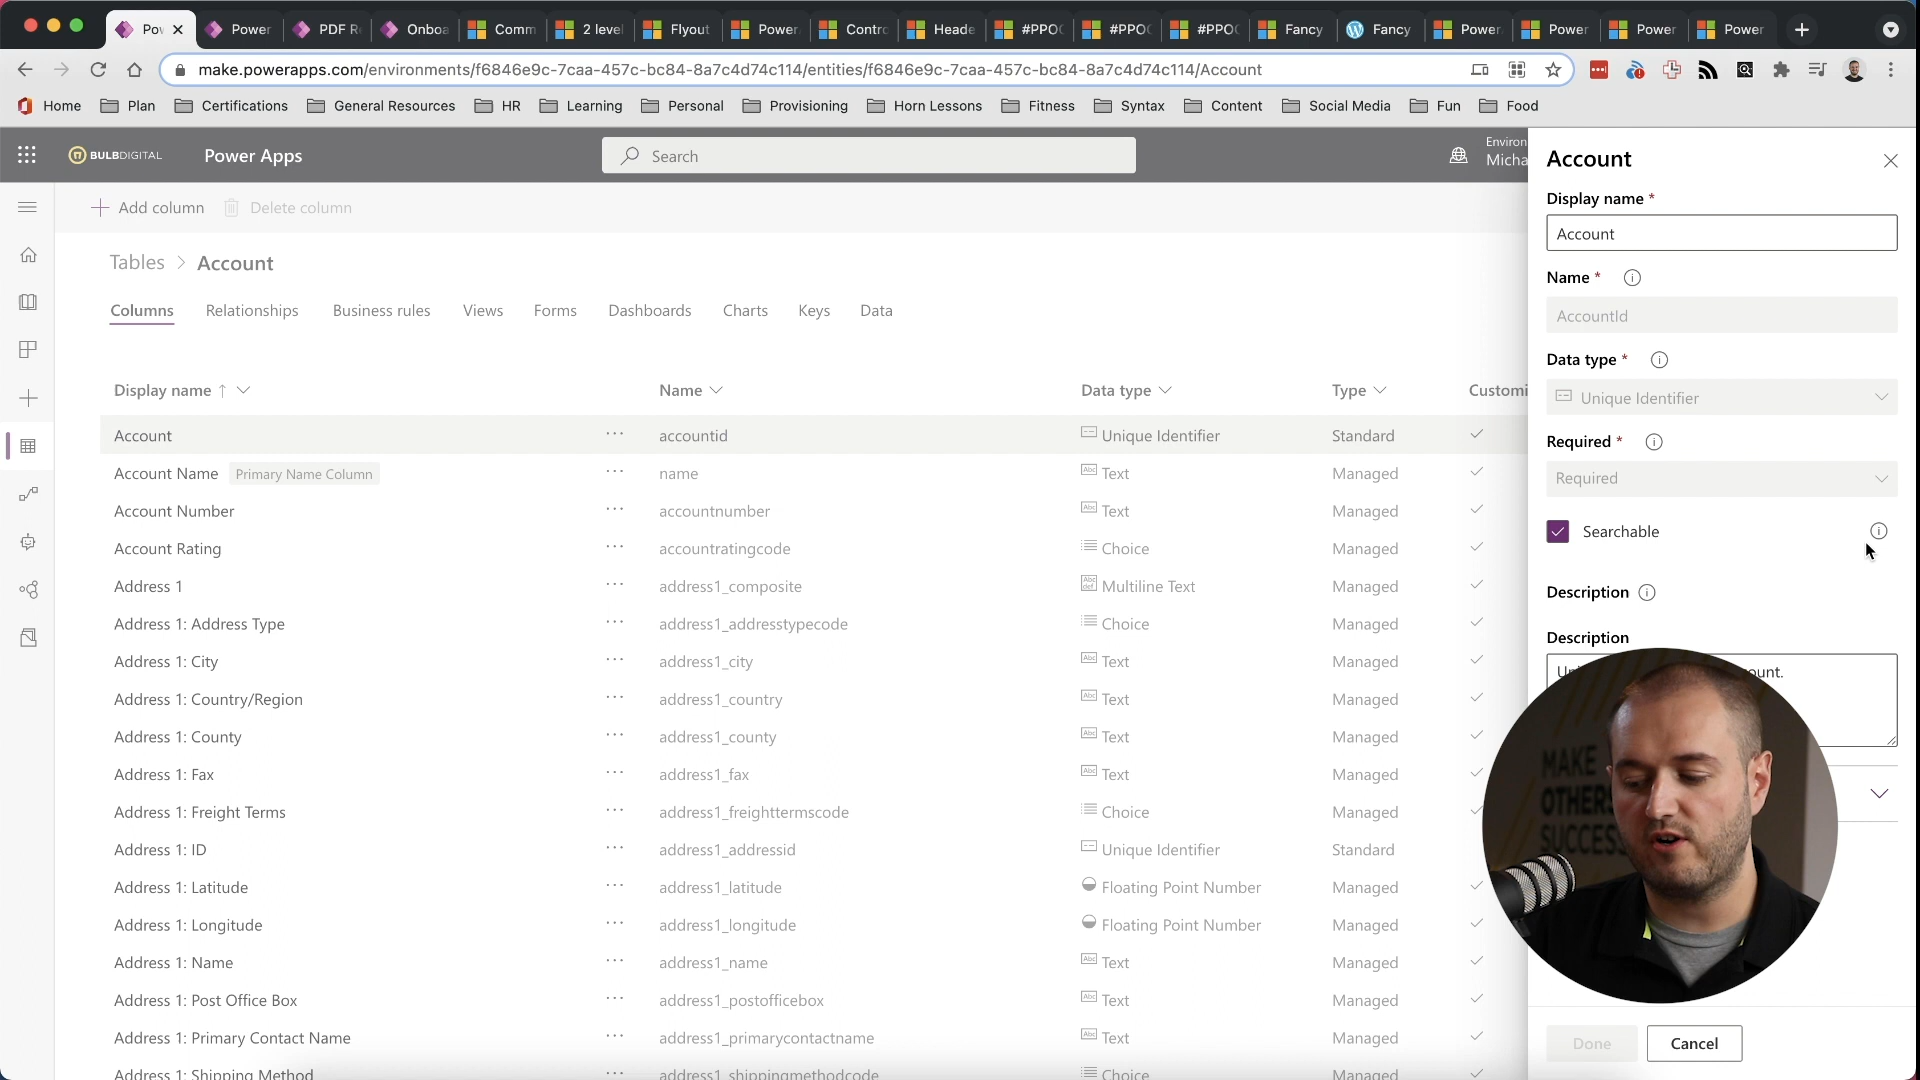 Pow
Power
PDF R
Onboa
Comm
2 level
Flyout
Power
Contro
Heade
#PPOC
#PPOC
#PPOC
Fancy
Fancy
Power
Power
Power
Power
make.powerapps.com/environments/f6846e9c-7caa-457c-bc84-8a7c4d74c114/entities/f6846e9c-7caa-457c-bc84-8a7c4d74c114/Account
Home Plan Certifications General Resources HR Learning Personal Provisioning Horn Lessons Fitness Syntax Content Social Media Fun Food
BULBDIGITAL Power Apps Search Environ
Micha
Add column Delete column
Tables > Account
Columns Relationships Business rules Views Forms Dashboards Charts Keys Data
Display name ↑ Name Data type Type Customi
Account ··· accountid Unique Identifier Standard
Account Name Primary Name Column ··· name Text Managed
Account Number ··· accountnumber Text Managed
Account Rating ··· accountratingcode Choice Managed
Address 1 ··· address1_composite Multiline Text Managed
Address 1: Address Type ··· address1_addresstypecode Choice Managed
Address 1: City ··· address1_city Text Managed
Address 1: Country/Region ··· address1_country Text Managed
Address 1: County ··· address1_county Text Managed
Address 1: Fax ··· address1_fax Text Managed
Address 1: Freight Terms ··· address1_freighttermscode Choice Managed
Address 1: ID ··· address1_addressid Unique Identifier Standard
Address 1: Latitude ··· address1_latitude Floating Point Number Managed
Address 1: Longitude ··· address1_longitude Floating Point Number Managed
Address 1: Name ··· address1_name Text Managed
Address 1: Post Office Box ··· address1_postofficebox Text Managed
Address 1: Primary Contact Name ··· address1_primarycontactname Text Managed
Address 1: Shipping Method ··· address1_shippingmethodcode Choice Managed
Account
Display name *
Account
Name *
AccountId
Data type *
Unique Identifier
Required *
Required
Searchable
Description
Description
ount.
MAKE
OTHERS
SUCCESS
Done Cancel